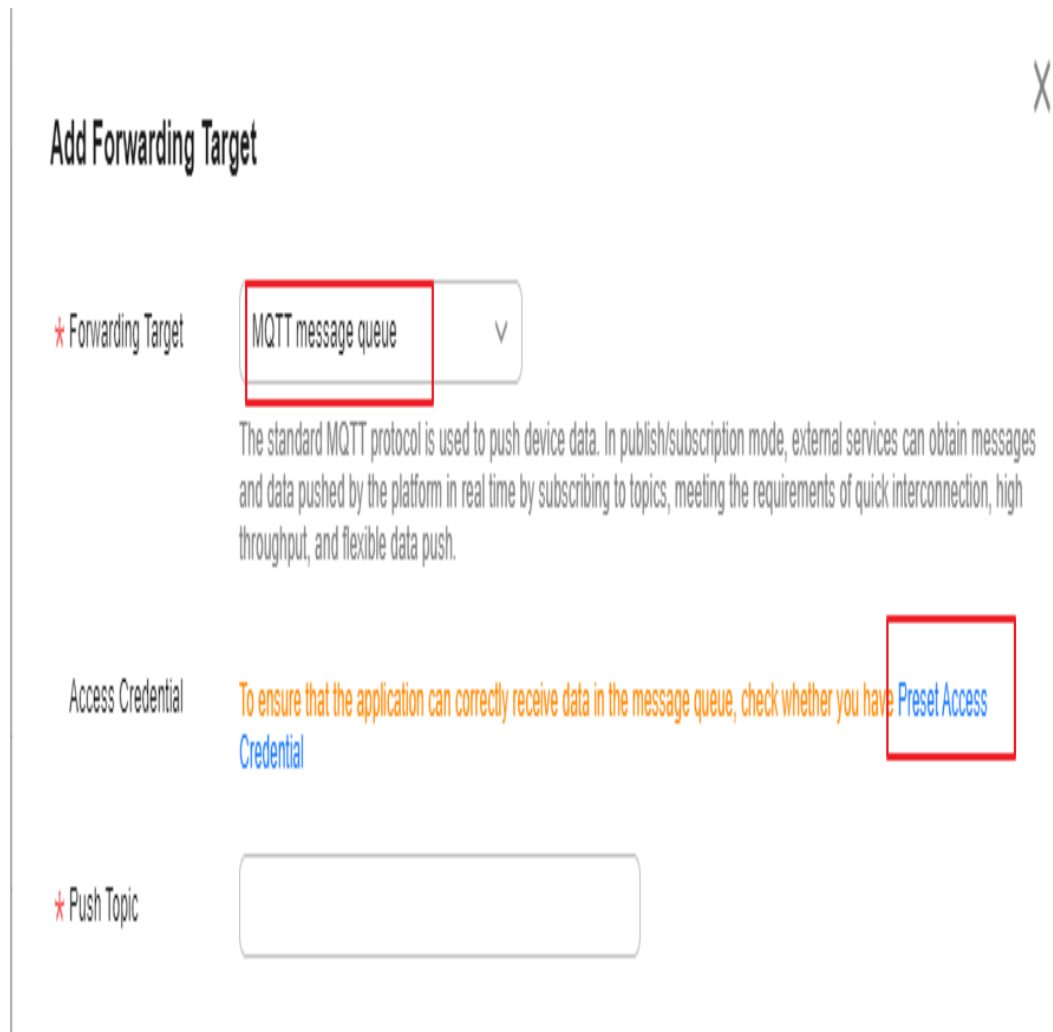 Add Forwarding Target
* Forwarding Target
MQTT message queue
The standard MQTT protocol is used to push device data. In publish/subscription mode, external services can obtain messages
and data pushed by the platform in real time by subscribing to topics, meeting the requirements of quick interconnection, high
throughput, and flexible data push.
Access Credential
To ensure that the application can correctly receive data in the message queue, check whether you have Preset Access
Credential
* Push Topic